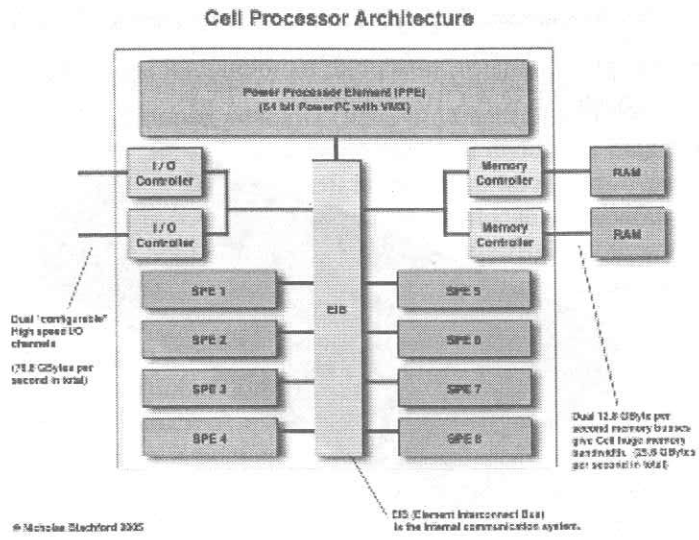 Cell Processor Architecture
Power Processor Element (PPE)
(64 bit PowerPC with VMX)
I / O
Controller
Memory
Controller
RAM
I / O
Controller
Memory
Controller
RAM
EIB
SPE 1
SPE 5
SPE 2
SPE 6
SPE 3
SPE 7
SPE 4
SPE 8
Dual "configurable"
High speed I/O
channels
(76.8 GBytes per
second in total)
Dual 12.8 GByte per
second memory busses
give Cell huge memory
bandwidth. (25.6 GBytes
per second in total)
EIB (Element Interconnect Bus)
is the internal communication system.
© Nicholas Blachford 2005